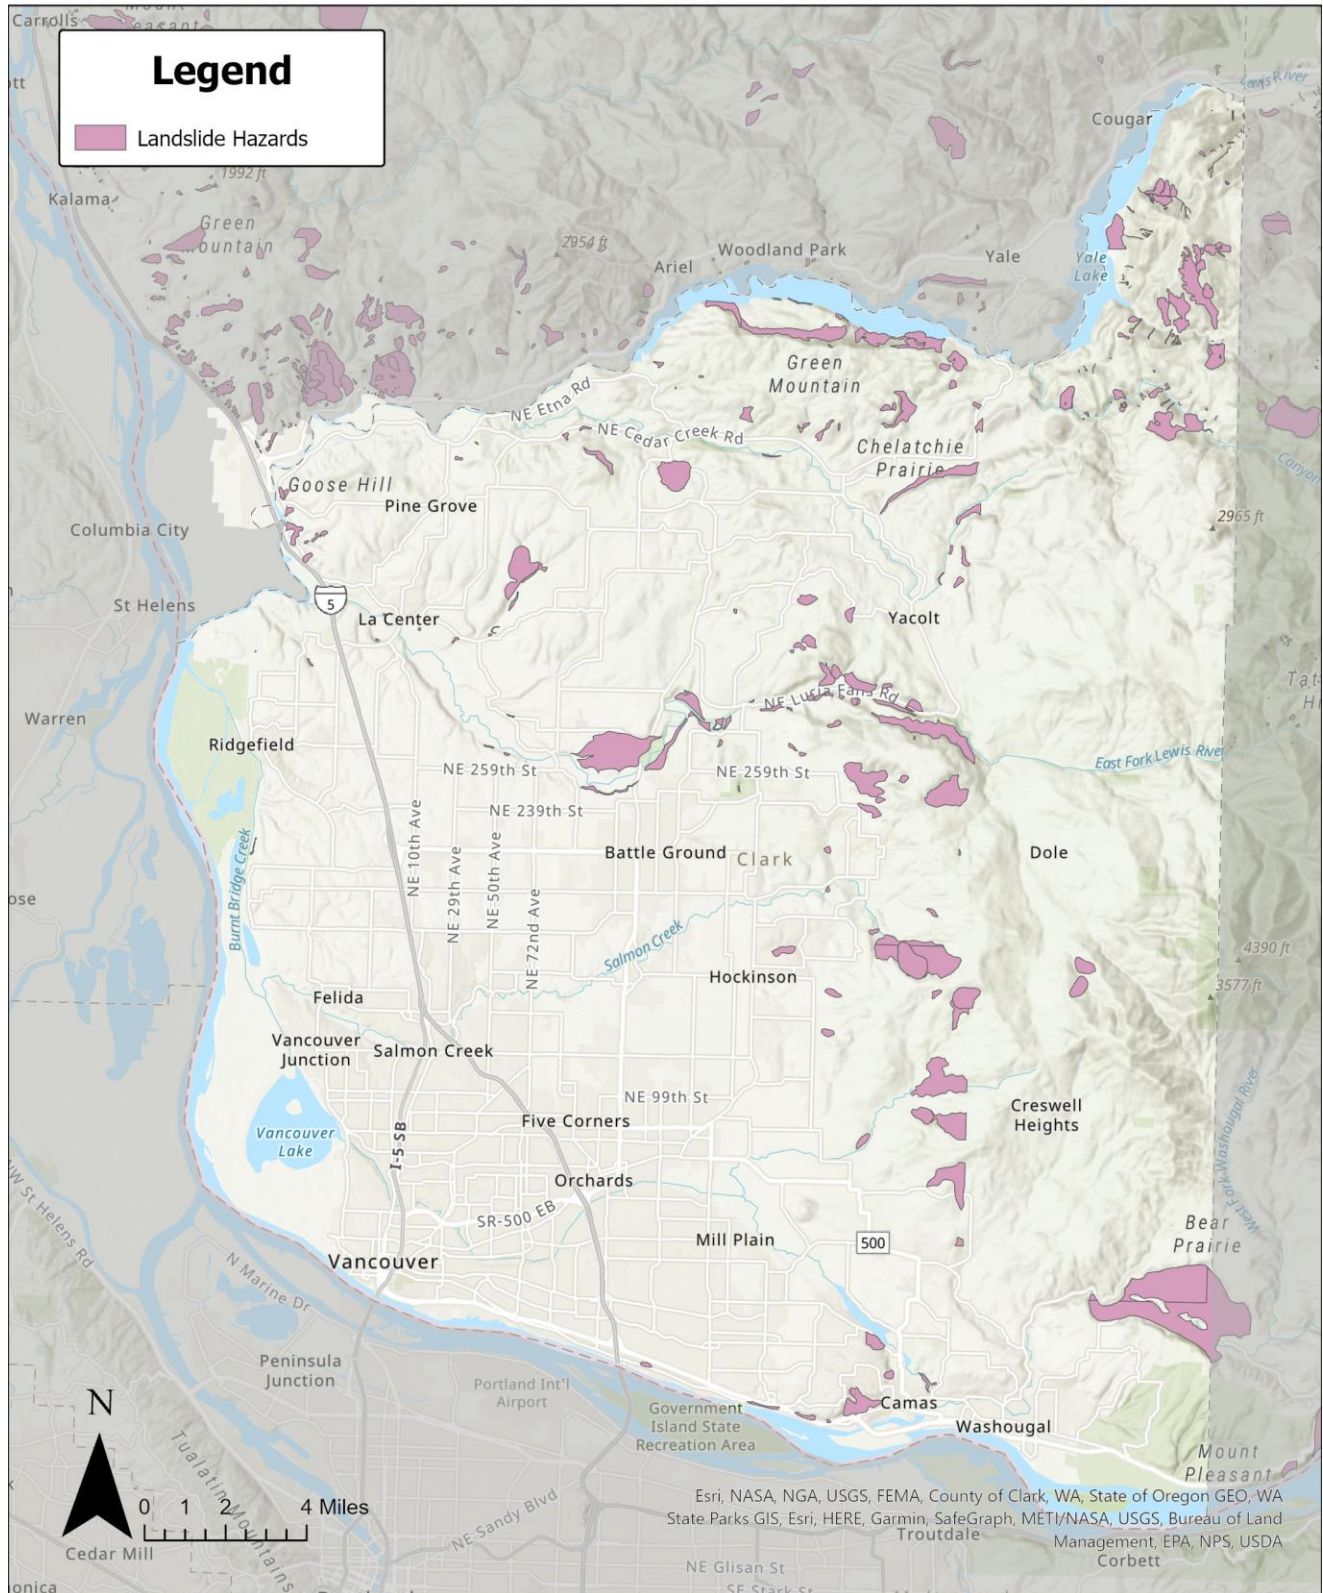 Carrolls
Legend
Landslide Hazards
Lewis River
Cougar
1992 ft
Kalama
Green
Mountain
2954 ft
Woodland Park
Ariel
Yale
Yale
Lake
Green
Mountain
NE Etna Rd
NE Cedar Creek Rd
Chelatchie
Prairie
Canyon
Goose Hill
Pine Grove
2965 ft
Columbia City
St Helens
5
La Center
Yacolt
Warren
NE Lucia Falls Rd
Ridgefield
East Fork Lewis River
NE 259th St
NE 259th St
NE 239th St
NE 10th Ave
NE 29th Ave
NE 50th Ave
NE 72nd Ave
Battle Ground
Clark
Dole
Burnt Bridge Creek
Salmon Creek
4390 ft
Hockinson
3577 ft
Felida
Vancouver
Junction
Salmon Creek
NE 99th St
Creswell
Heights
Five Corners
Vancouver
Lake
I-5 SB
West Fork Washougal River
NW St Helens Rd
Orchards
SR-500 EB
Mill Plain
500
Bear
Prairie
Vancouver
N Marine Dr
Peninsula
Junction
Portland Int'l
Airport
Government
Island State
Recreation Area
Camas
Washougal
N
Mount
Pleasant
0 1 2 4 Miles
Tualatin Mountains
NE Sandy Blvd
Esri, NASA, NGA, USGS, FEMA, County of Clark, WA, State of Oregon GEO, WA
State Parks GIS, Esri, HERE, Garmin, SafeGraph, METI/NASA, USGS, Bureau of Land
Management, EPA, NPS, USDA
Troutdale
Corbett
Cedar Mill
NE Glisan St
SE Stark St